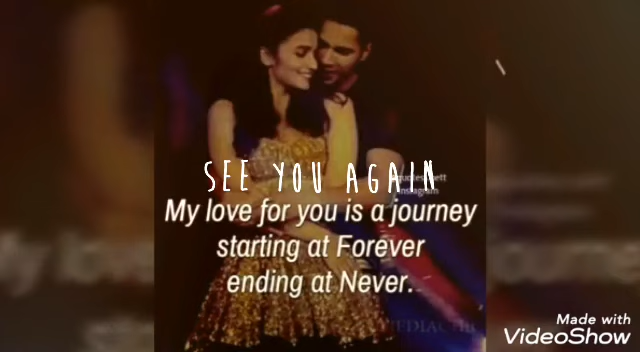 SEE YOU AGAIN
My love for you is a journey
starting at Forever
ending at Never.
Made with
VideoShow